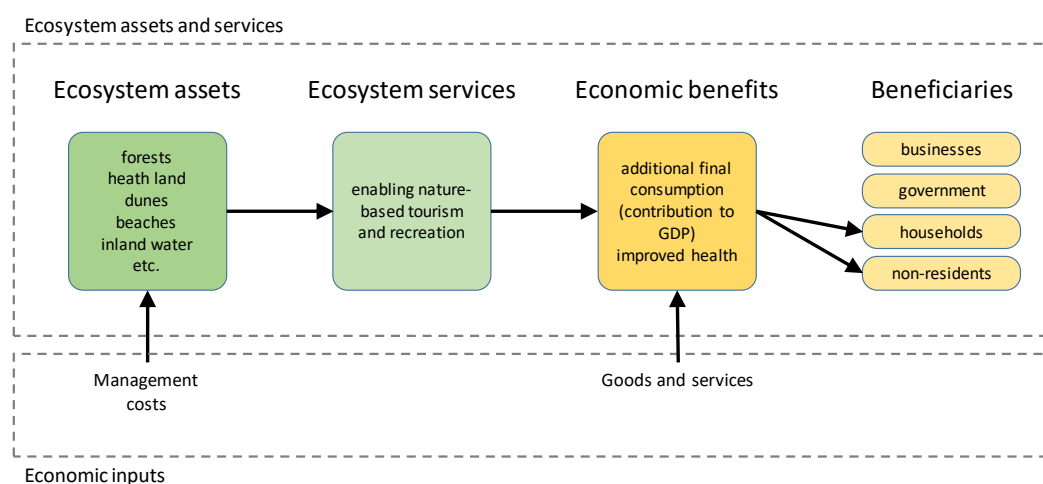 Ecosystem assets and services
Ecosystem assets
Ecosystem services
Economic benefits
Beneficiaries
forests
heath land
dunes
beaches
inland water
etc.
enabling nature-
based tourism
and recreation
additional final
consumption
(contribution to
GDP)
improved health
businesses
government
households
non-residents
Management
costs
Goods and services
Economic inputs